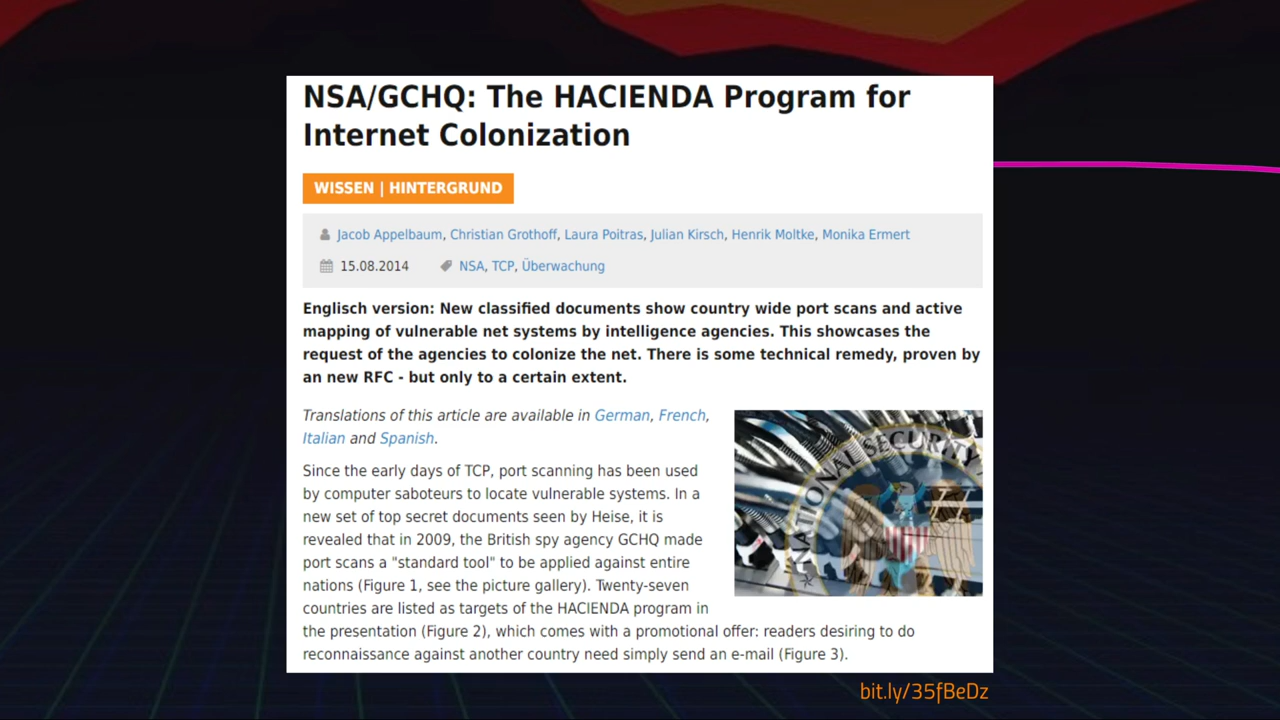 NSA/GCHQ: The HACIENDA Program for
Internet Colonization
WISSEN | HINTERGRUND
Jacob Appelbaum, Christian Grothoff, Laura Poitras, Julian Kirsch, Henrik Moltke, Monika Ermert
15.08.2014 NSA, TCP, Überwachung
Englisch version: New classified documents show country wide port scans and active
mapping of vulnerable net systems by intelligence agencies. This showcases the
request of the agencies to colonize the net. There is some technical remedy, proven by
an new RFC - but only to a certain extent.
Translations of this article are available in German, French,
Italian and Spanish.
Since the early days of TCP, port scanning has been used
by computer saboteurs to locate vulnerable systems. In a
new set of top secret documents seen by Heise, it is
revealed that in 2009, the British spy agency GCHQ made
port scans a "standard tool" to be applied against entire
nations (Figure 1, see the picture gallery). Twenty-seven
countries are listed as targets of the HACIENDA program in
the presentation (Figure 2), which comes with a promotional offer: readers desiring to do
reconnaissance against another country need simply send an e-mail (Figure 3).
NATIONAL SECURITY
bit.ly/35fBeDz